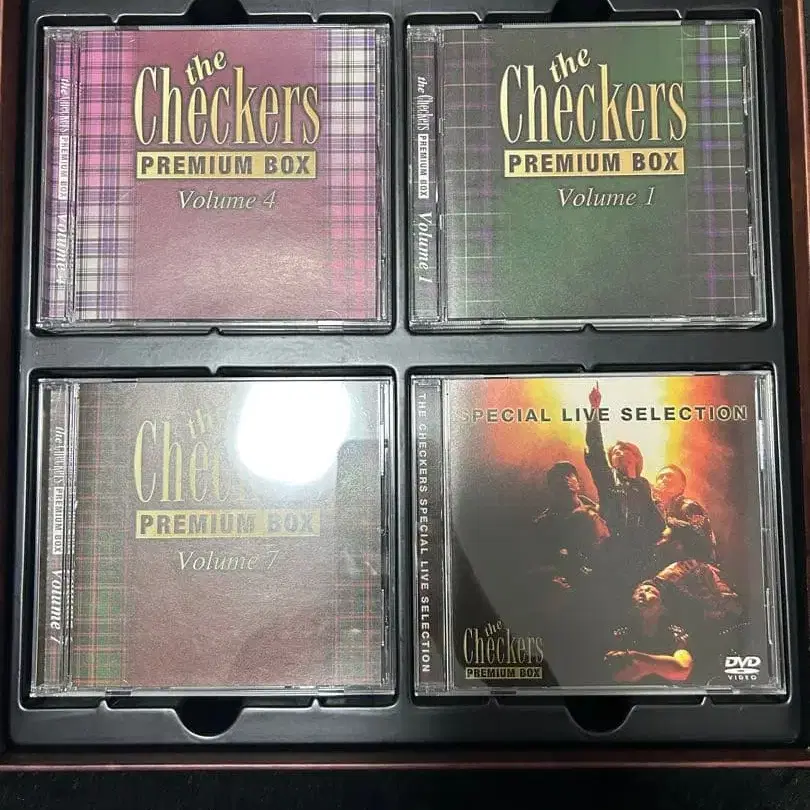 the
Checkers
PREMIUM BOX
Volume 4
the Checkers PREMIUM BOX Volume 4
the
Checkers
PREMIUM BOX
Volume 1
the Checkers PREMIUM BOX Volume 1
the
Chec
PREMIUM BOX
Volume 7
the Checkers PREMIUM BOX Volume 7
SPECIAL LIVE SELECTION
THE CHECKERS SPECIAL LIVE SELECTION
the
Checkers
PREMIUM BOX
DVD
VIDEO